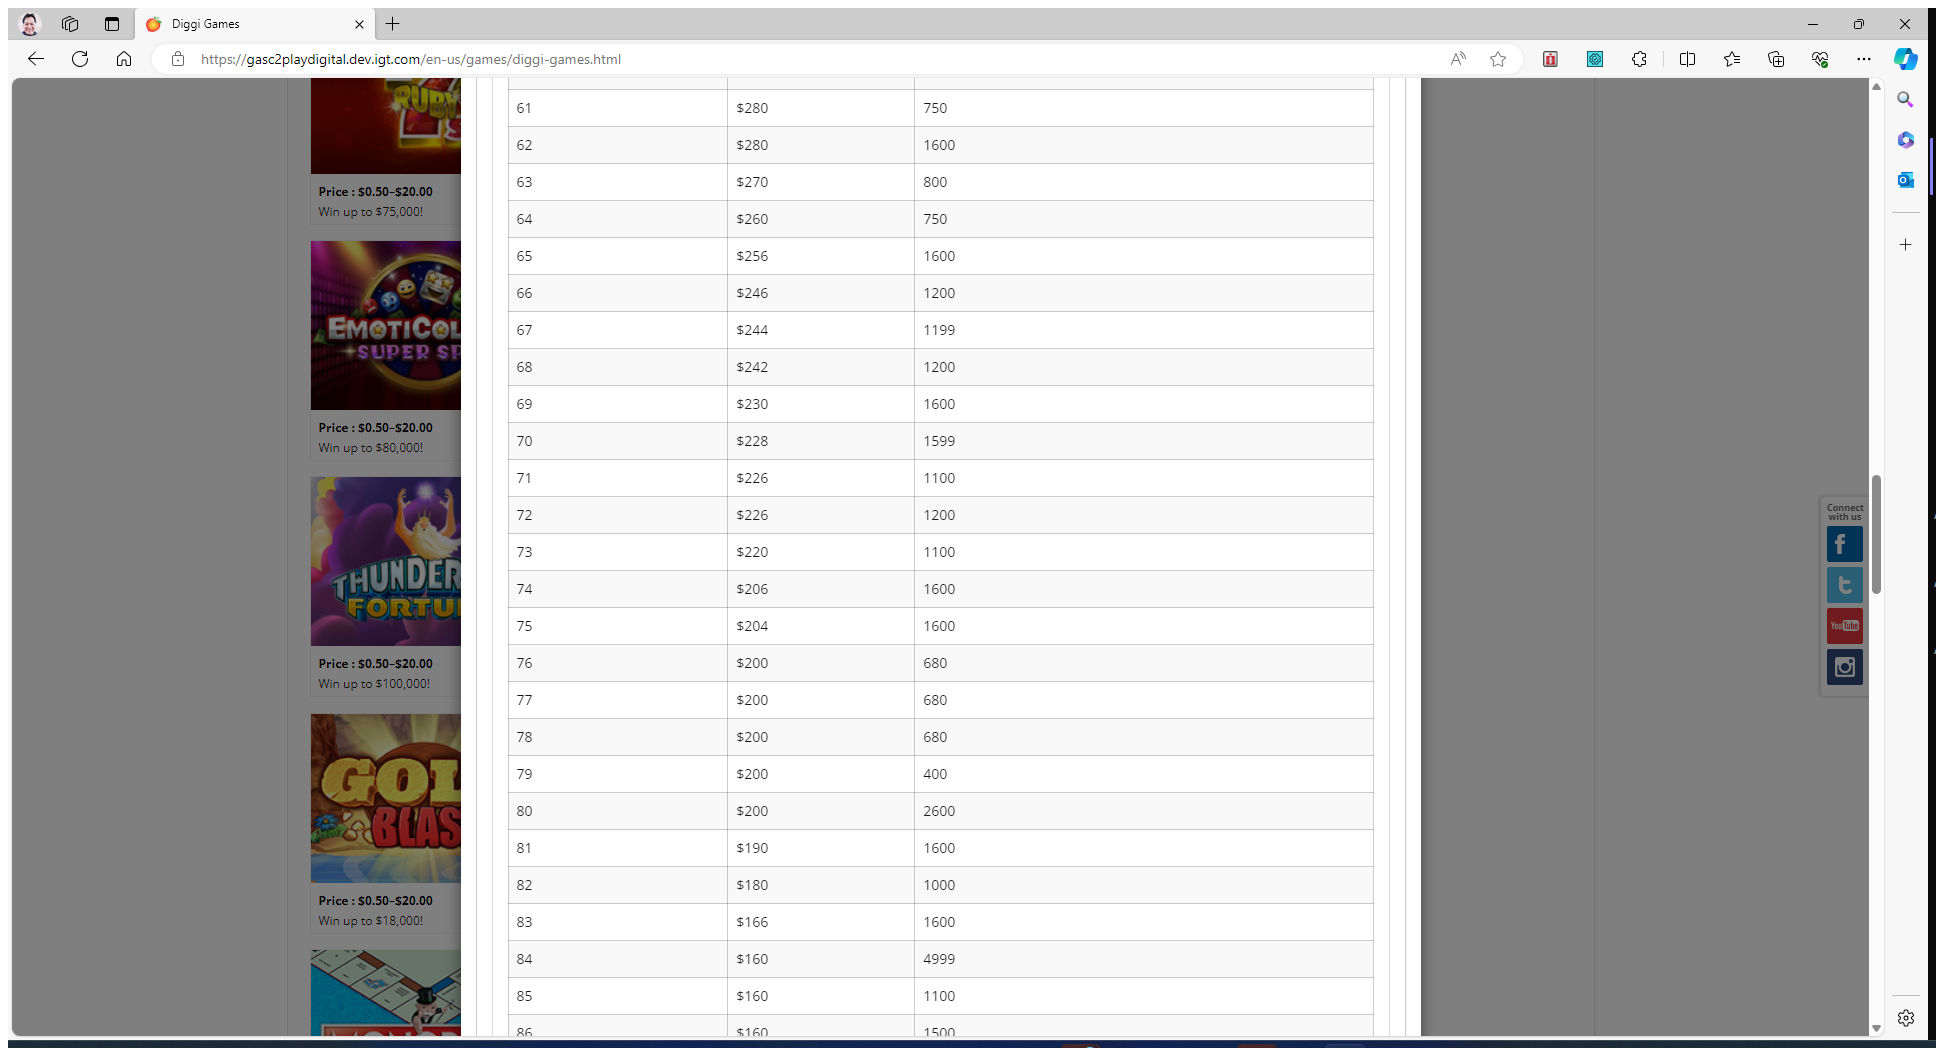 Diggi Games
https://gasc2playdigital.dev.igt.com/en-us/games/diggi-games.html
RUBY
Price : $0.50-$20.00
Win up to $75,000!
EMOTICO
SUPER SP
Price : $0.50-$20.00
Win up to $80,000!
THUNDER
FORTU
Price : $0.50-$20.00
Win up to $100,000!
GOL
BLAS
Price : $0.50-$20.00
Win up to $18,000!
61 $280 750
62 $280 1600
63 $270 800
64 $260 750
65 $256 1600
66 $246 1200
67 $244 1199
68 $242 1200
69 $230 1600
70 $228 1599
71 $226 1100
72 $226 1200
73 $220 1100
74 $206 1600
75 $204 1600
76 $200 680
77 $200 680
78 $200 680
79 $200 400
80 $200 2600
81 $190 1600
82 $180 1000
83 $166 1600
84 $160 4999
85 $160 1100
86 $160 1500
Connect
with us
YouTube